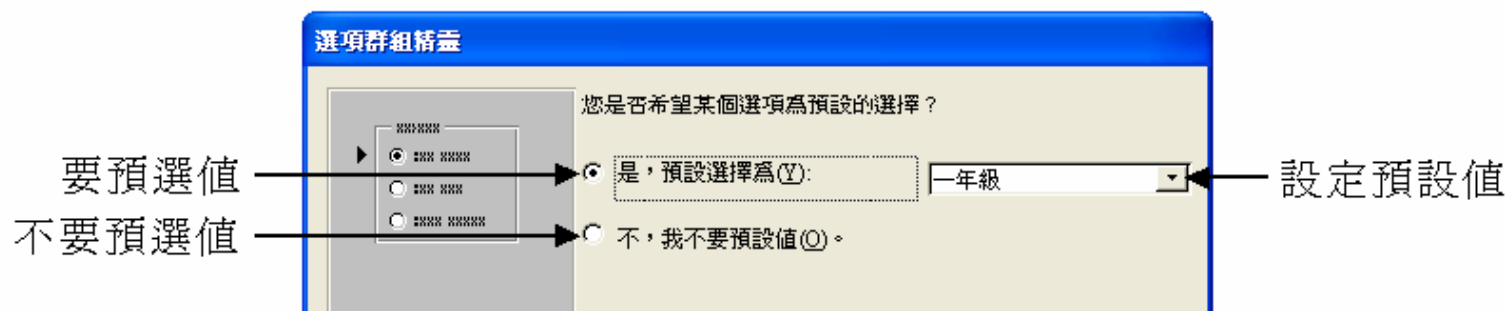 選項群組精靈
您是否希望某個選項為預設的選擇?
要預選值
是,預設選擇為(Y):
一年級
設定預設值
不要預選值
不,我不要預設值(O)。